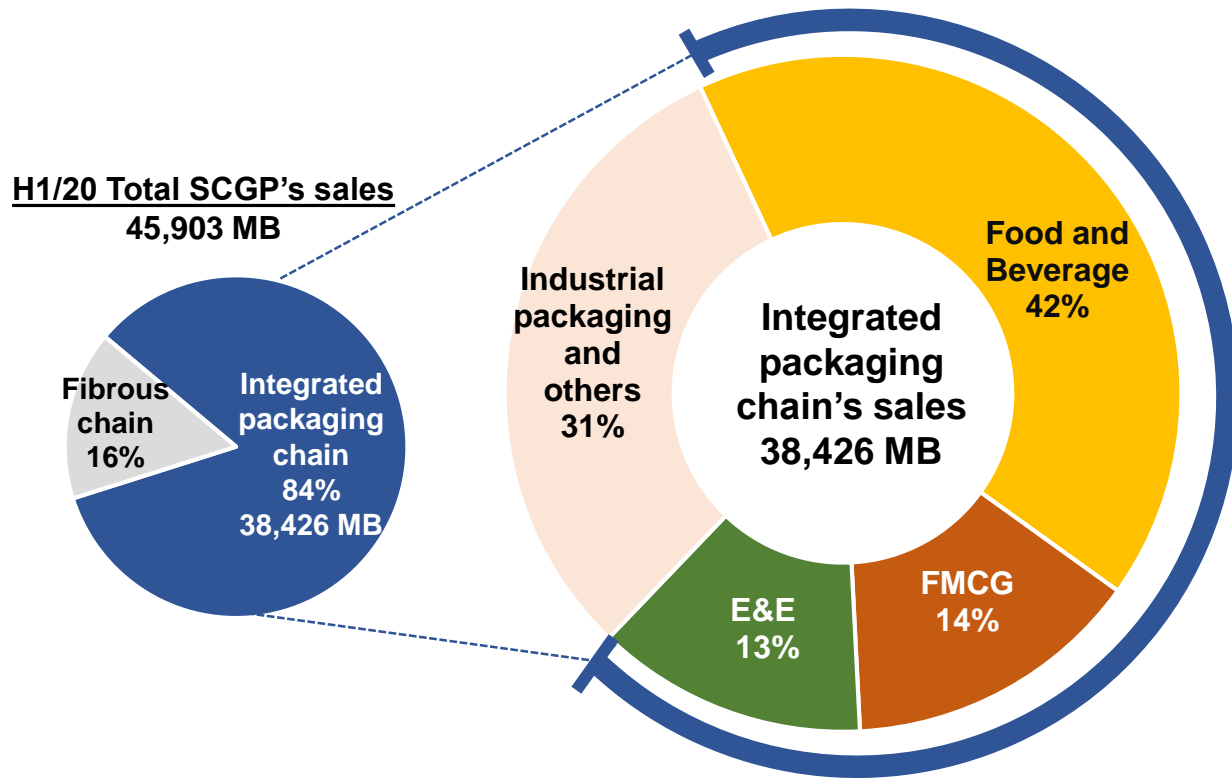 H1/20 Total SCGP's sales
45,903 MB
Fibrous
chain
16%
Integrated
packaging
chain
84%
38,426 MB
Industrial
packaging
and
others
31%
Food and
Beverage
42%
Integrated
packaging
chain's sales
38,426 MB
E&E
13%
FMCG
14%